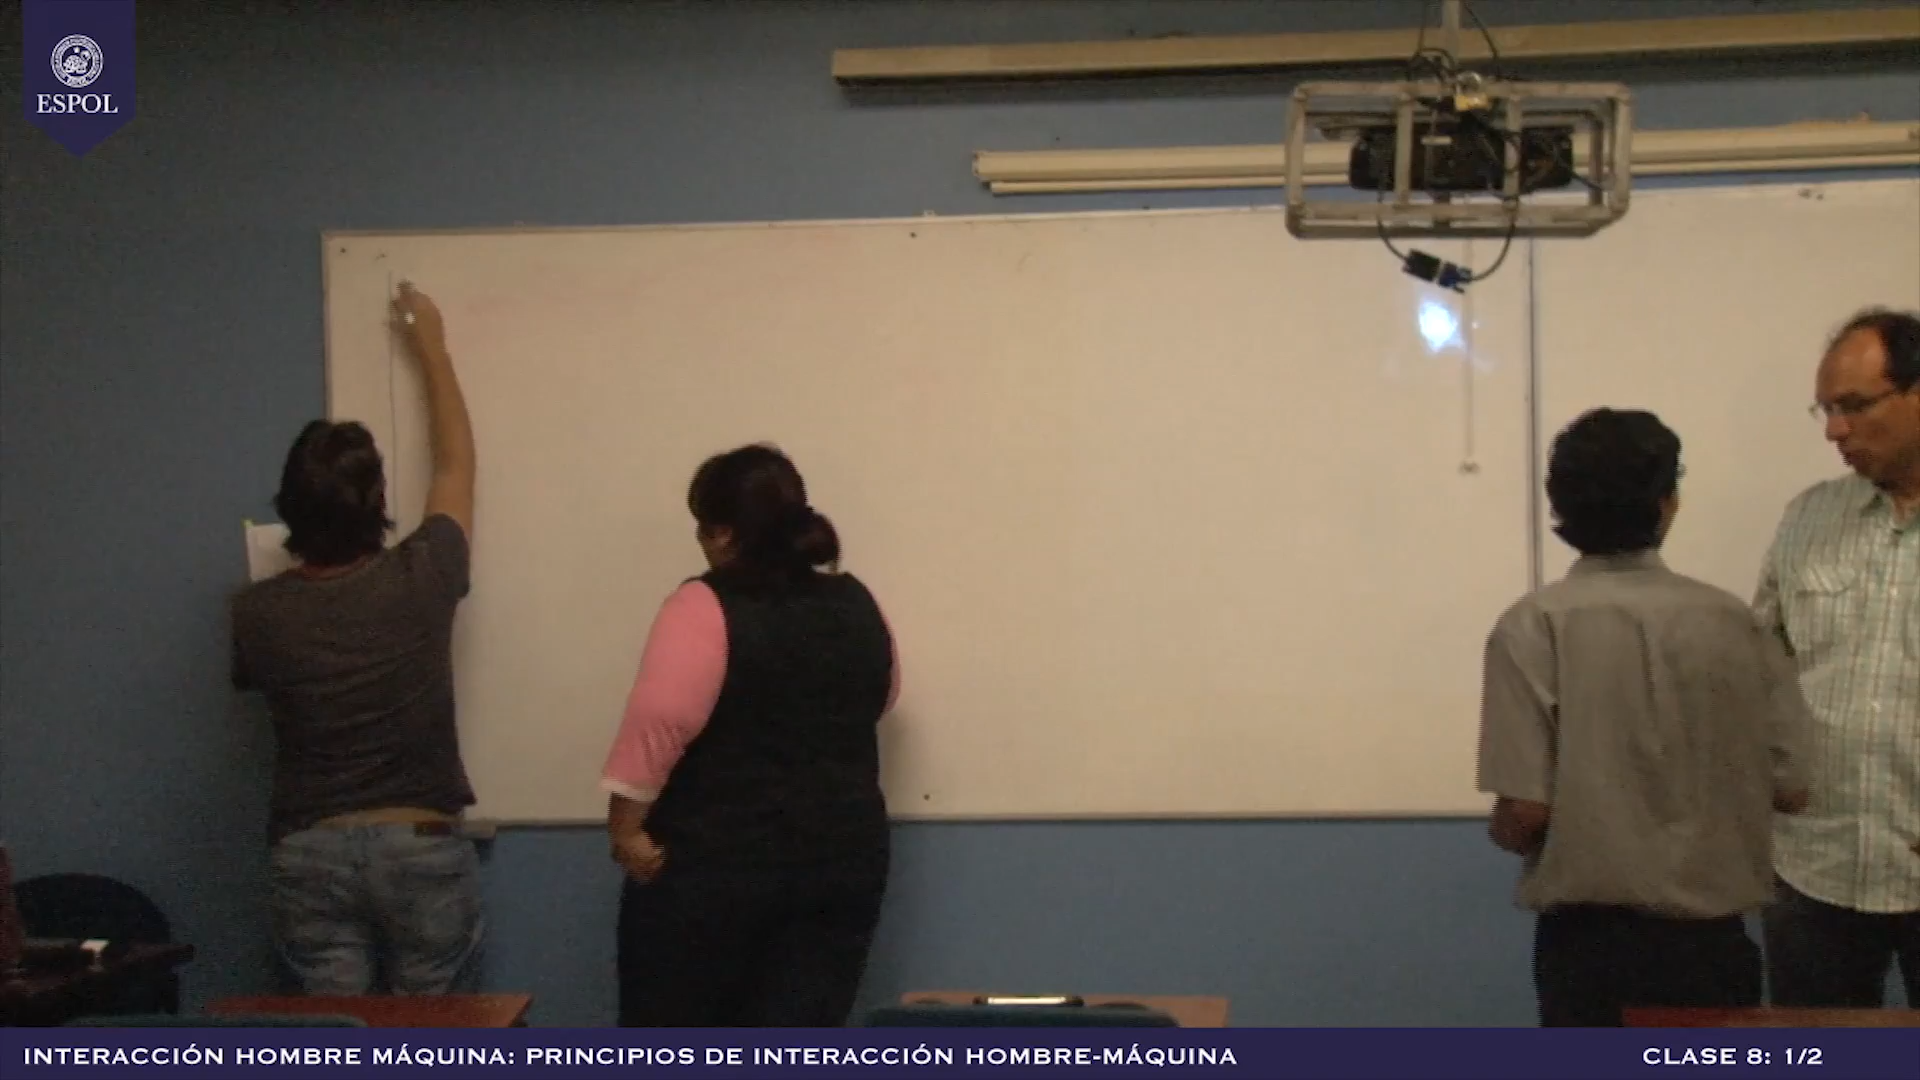 ESPOL
INTERACCIÓN HOMBRE MÁQUINA: PRINCIPIOS DE INTERACCIÓN HOMBRE-MÁQUINA
CLASE 8: 1/2